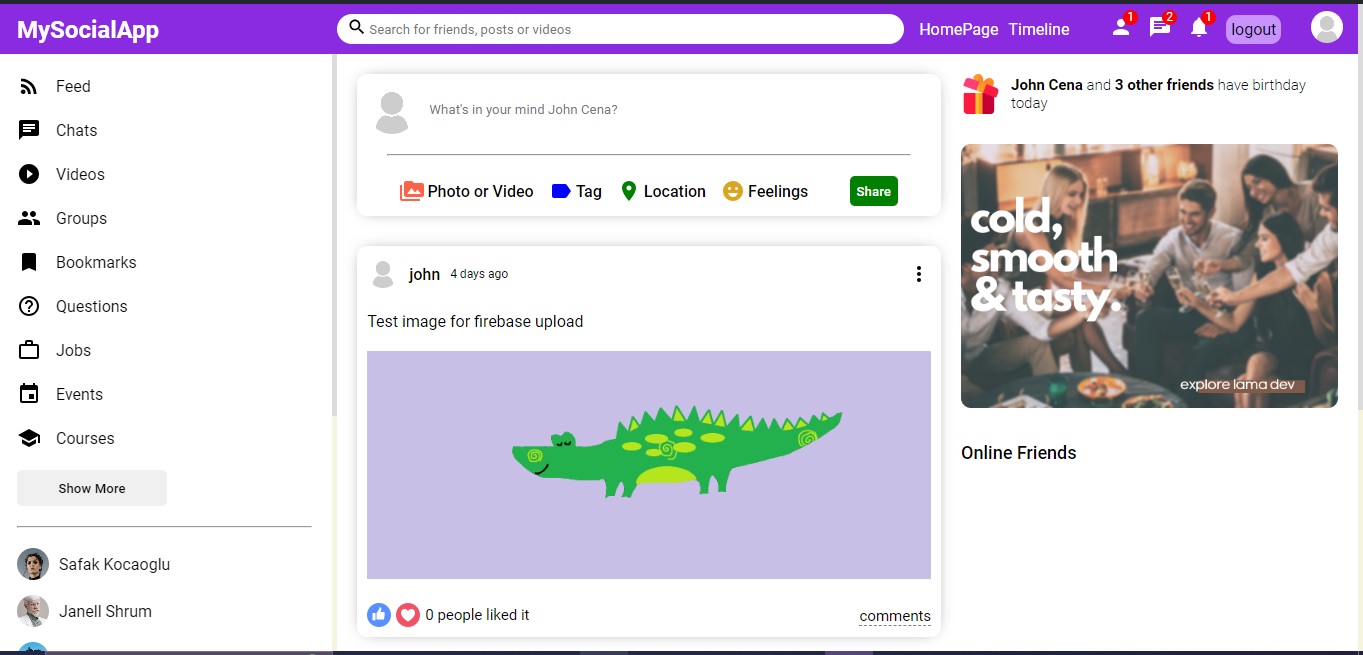 MySocialApp
Search for friends, posts or videos
HomePage Timeline
1
2
1
logout
Feed
Chats
Videos
Groups
Bookmarks
Questions
Jobs
Events
Courses
Show More
Safak Kocaoglu
Janell Shrum
What's in your mind John Cena?
Photo or Video
Tag
Location
Feelings
Share
john 4 days ago
Test image for firebase upload
0 people liked it
comments
John Cena and 3 other friends have birthday
today
cold,
smooth
& tasty.
explore lama dev
Online Friends